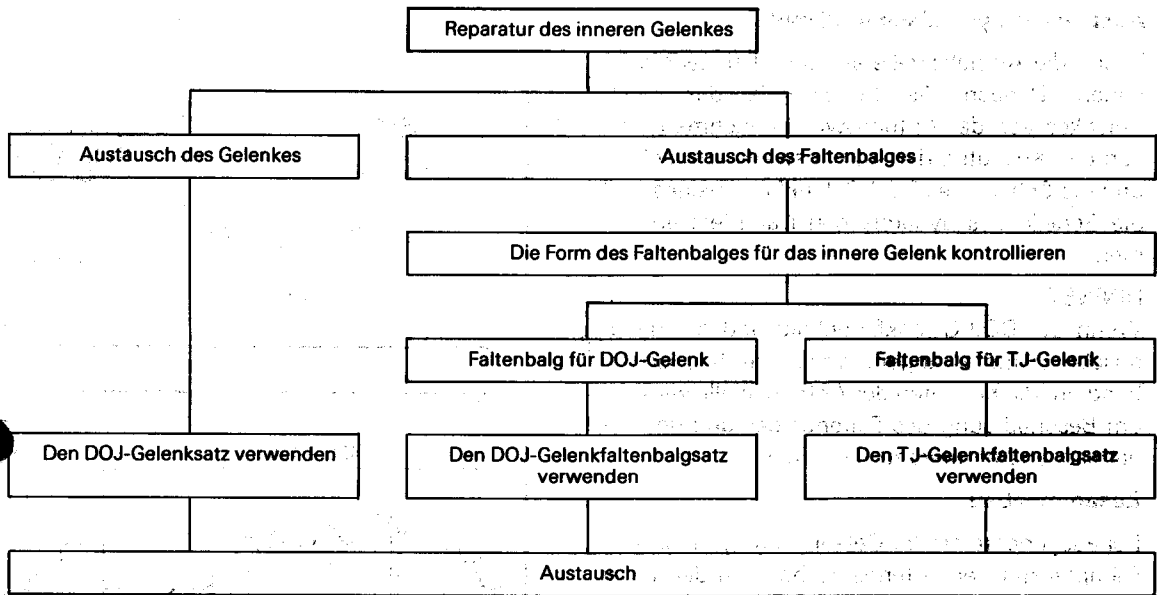 Reparatur des inneren Gelenkes
Austausch des Gelenkes
Austausch des Faltenbalges
Die Form des Faltenbalges für das innere Gelenk kontrollieren
Faltenbalg für DOJ-Gelenk
Faltenbalg für TJ-Gelenk
Den DOJ-Gelenksatz verwenden
Den DOJ-Gelenkfaltenbalgsatz
verwenden
Den TJ-Gelenkfaltenbalgsatz
verwenden
Austausch